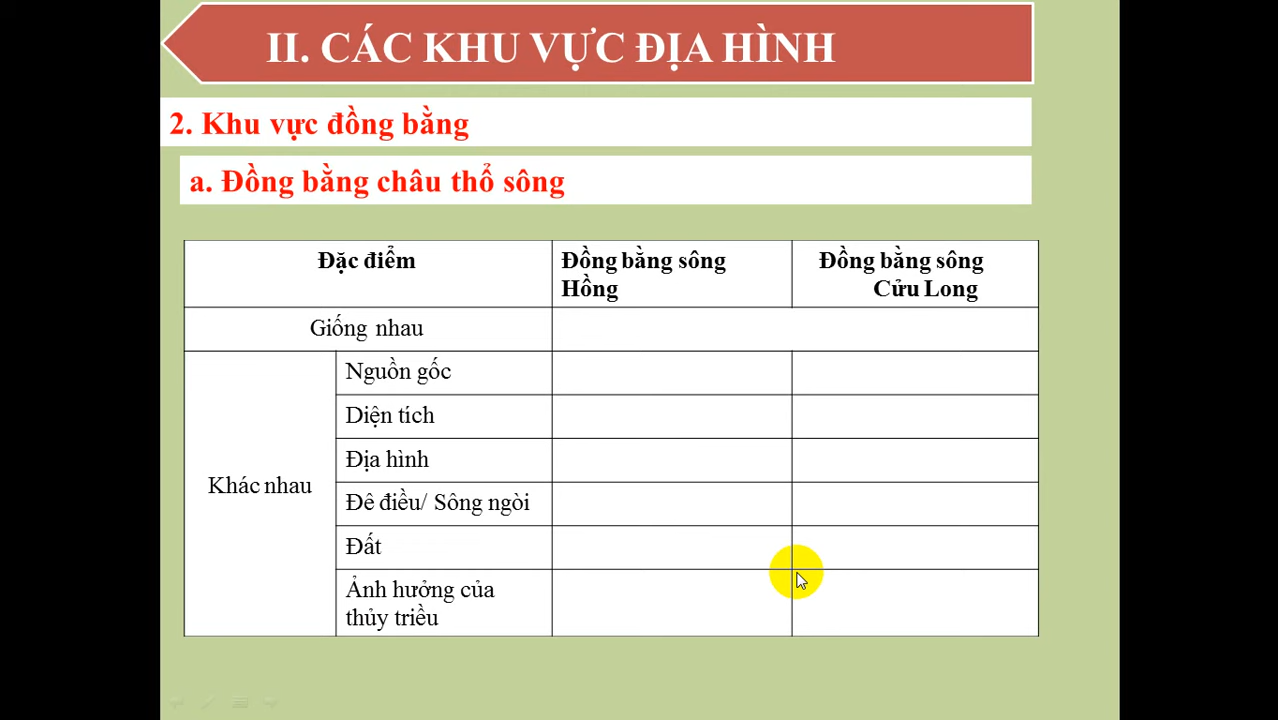 II. CÁC KHU VỰC ĐỊA HÌNH
2. Khu vực đồng bằng
a. Đồng bằng châu thổ sông
Đặc điểm
Đồng bằng sông
Hồng
Đồng bằng sông
Cửu Long
Giống nhau
Khác nhau
Nguồn gốc
Diện tích
Địa hình
Đê điều/ Sông ngòi
Đất
Ảnh hưởng của
thủy triều